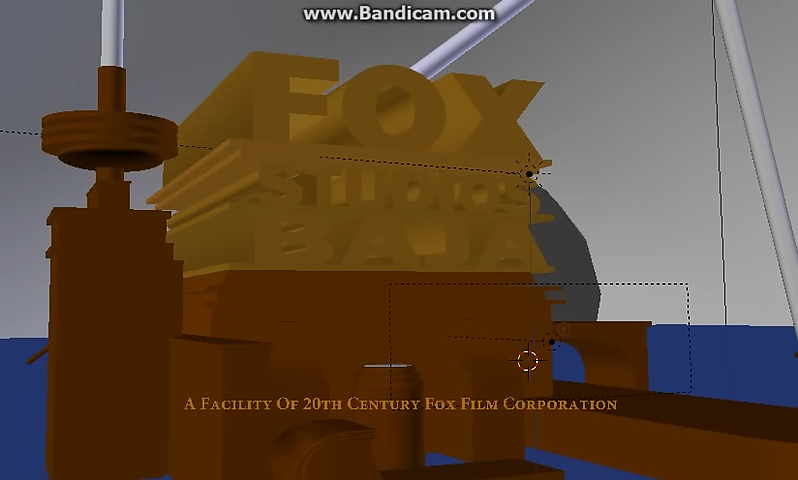 www.Bandicam.com
FOX
STUDIOS
BAJA
A Facility Of 20th Century Fox Film Corporation